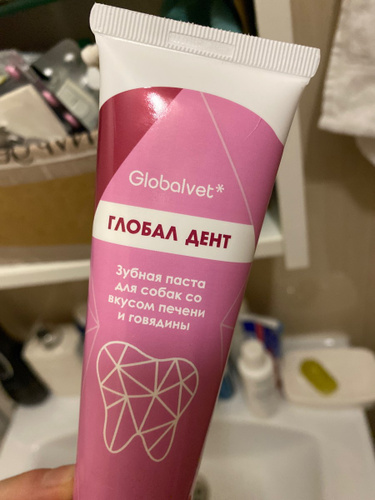 Globalvet*
ГЛОБАЛ ДЕНТ
Зубная паста
для собак со
вкусом печени
и говядины